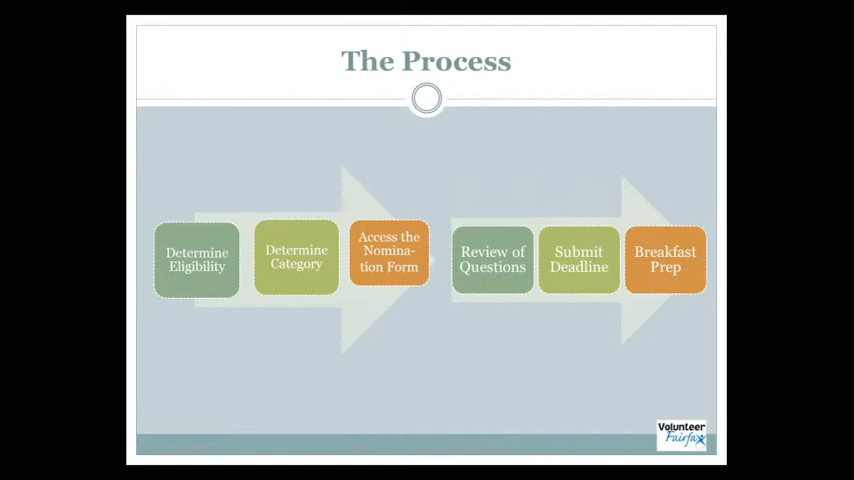 The Process
Determine
Eligibility
Determine
Category
Access the
Nomina-
tion Form
Review of
Questions
Submit
Deadline
Breakfast
Prep
Volunteer
Fairfax